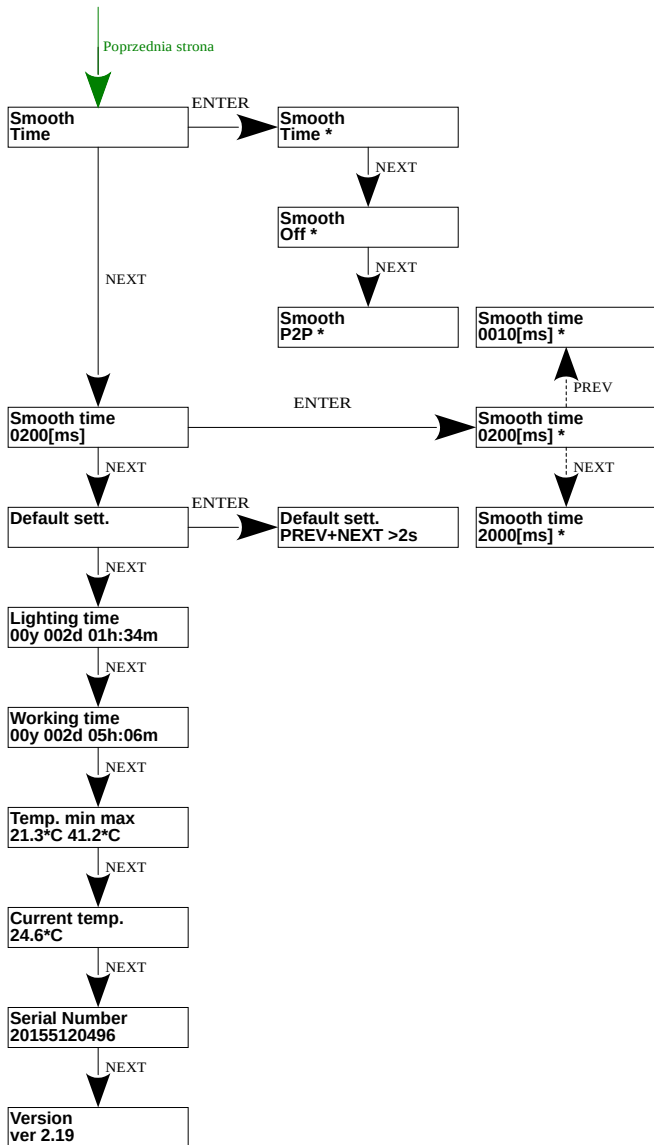 Poprzednia strona
Smooth
Time
ENTER
Smooth
Time *
NEXT
Smooth
Off *
NEXT
NEXT
Smooth
P2P *
Smooth time
0010[ms] *
PREV
Smooth time
0200[ms]
ENTER
Smooth time
0200[ms] *
NEXT
NEXT
Default sett.
ENTER
Default sett.
PREV+NEXT >2s
Smooth time
2000[ms] *
NEXT
Lighting time
00y 002d 01h:34m
NEXT
Working time
00y 002d 05h:06m
NEXT
Temp. min max
21.3*C 41.2*C
NEXT
Current temp.
24.6*C
NEXT
Serial Number
20155120496
NEXT
Version
ver 2.19